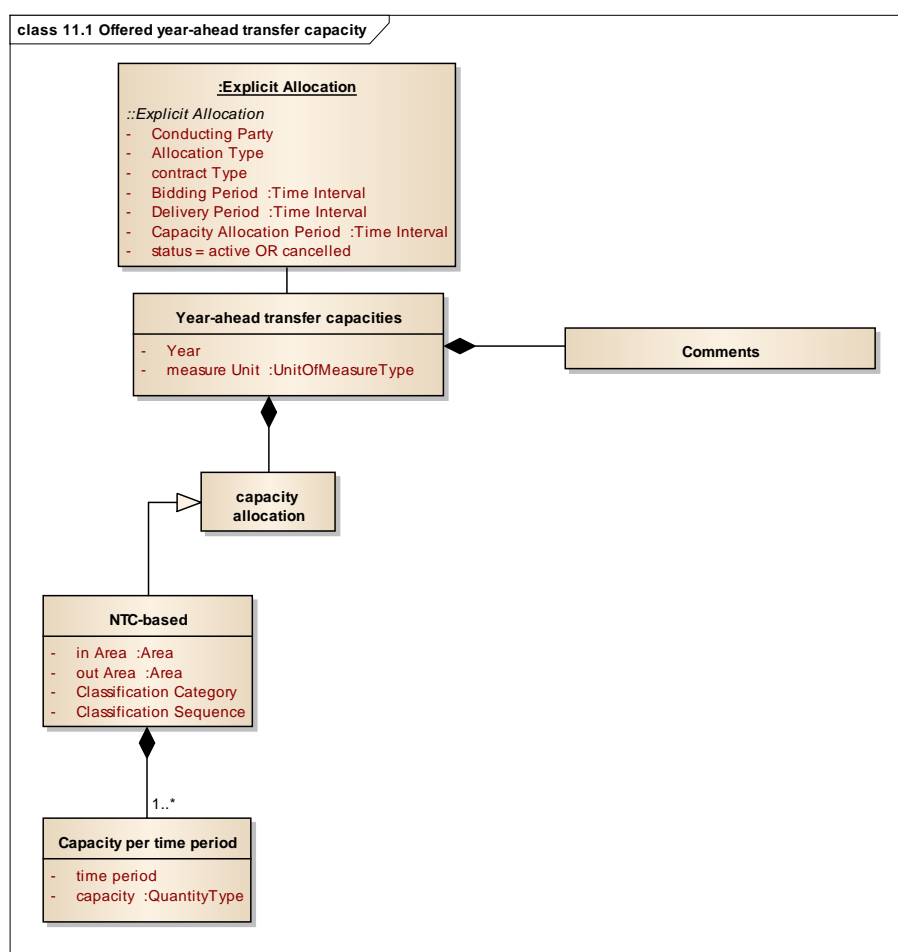 class 11.1 Offered year-ahead transfer capacity
:Explicit Allocation
::Explicit Allocation
- Conducting Party
- Allocation Type
- contract Type
- Bidding Period :Time Interval
- Delivery Period :Time Interval
- Capacity Allocation Period :Time Interval
- status = active OR cancelled
Year-ahead transfer capacities
- Year
- measure Unit :UnitOfMeasureType
Comments
capacity
allocation
NTC-based
- in Area :Area
- out Area :Area
- Classification Category
- Classification Sequence
1..*
Capacity per time period
- time period
- capacity :QuantityType